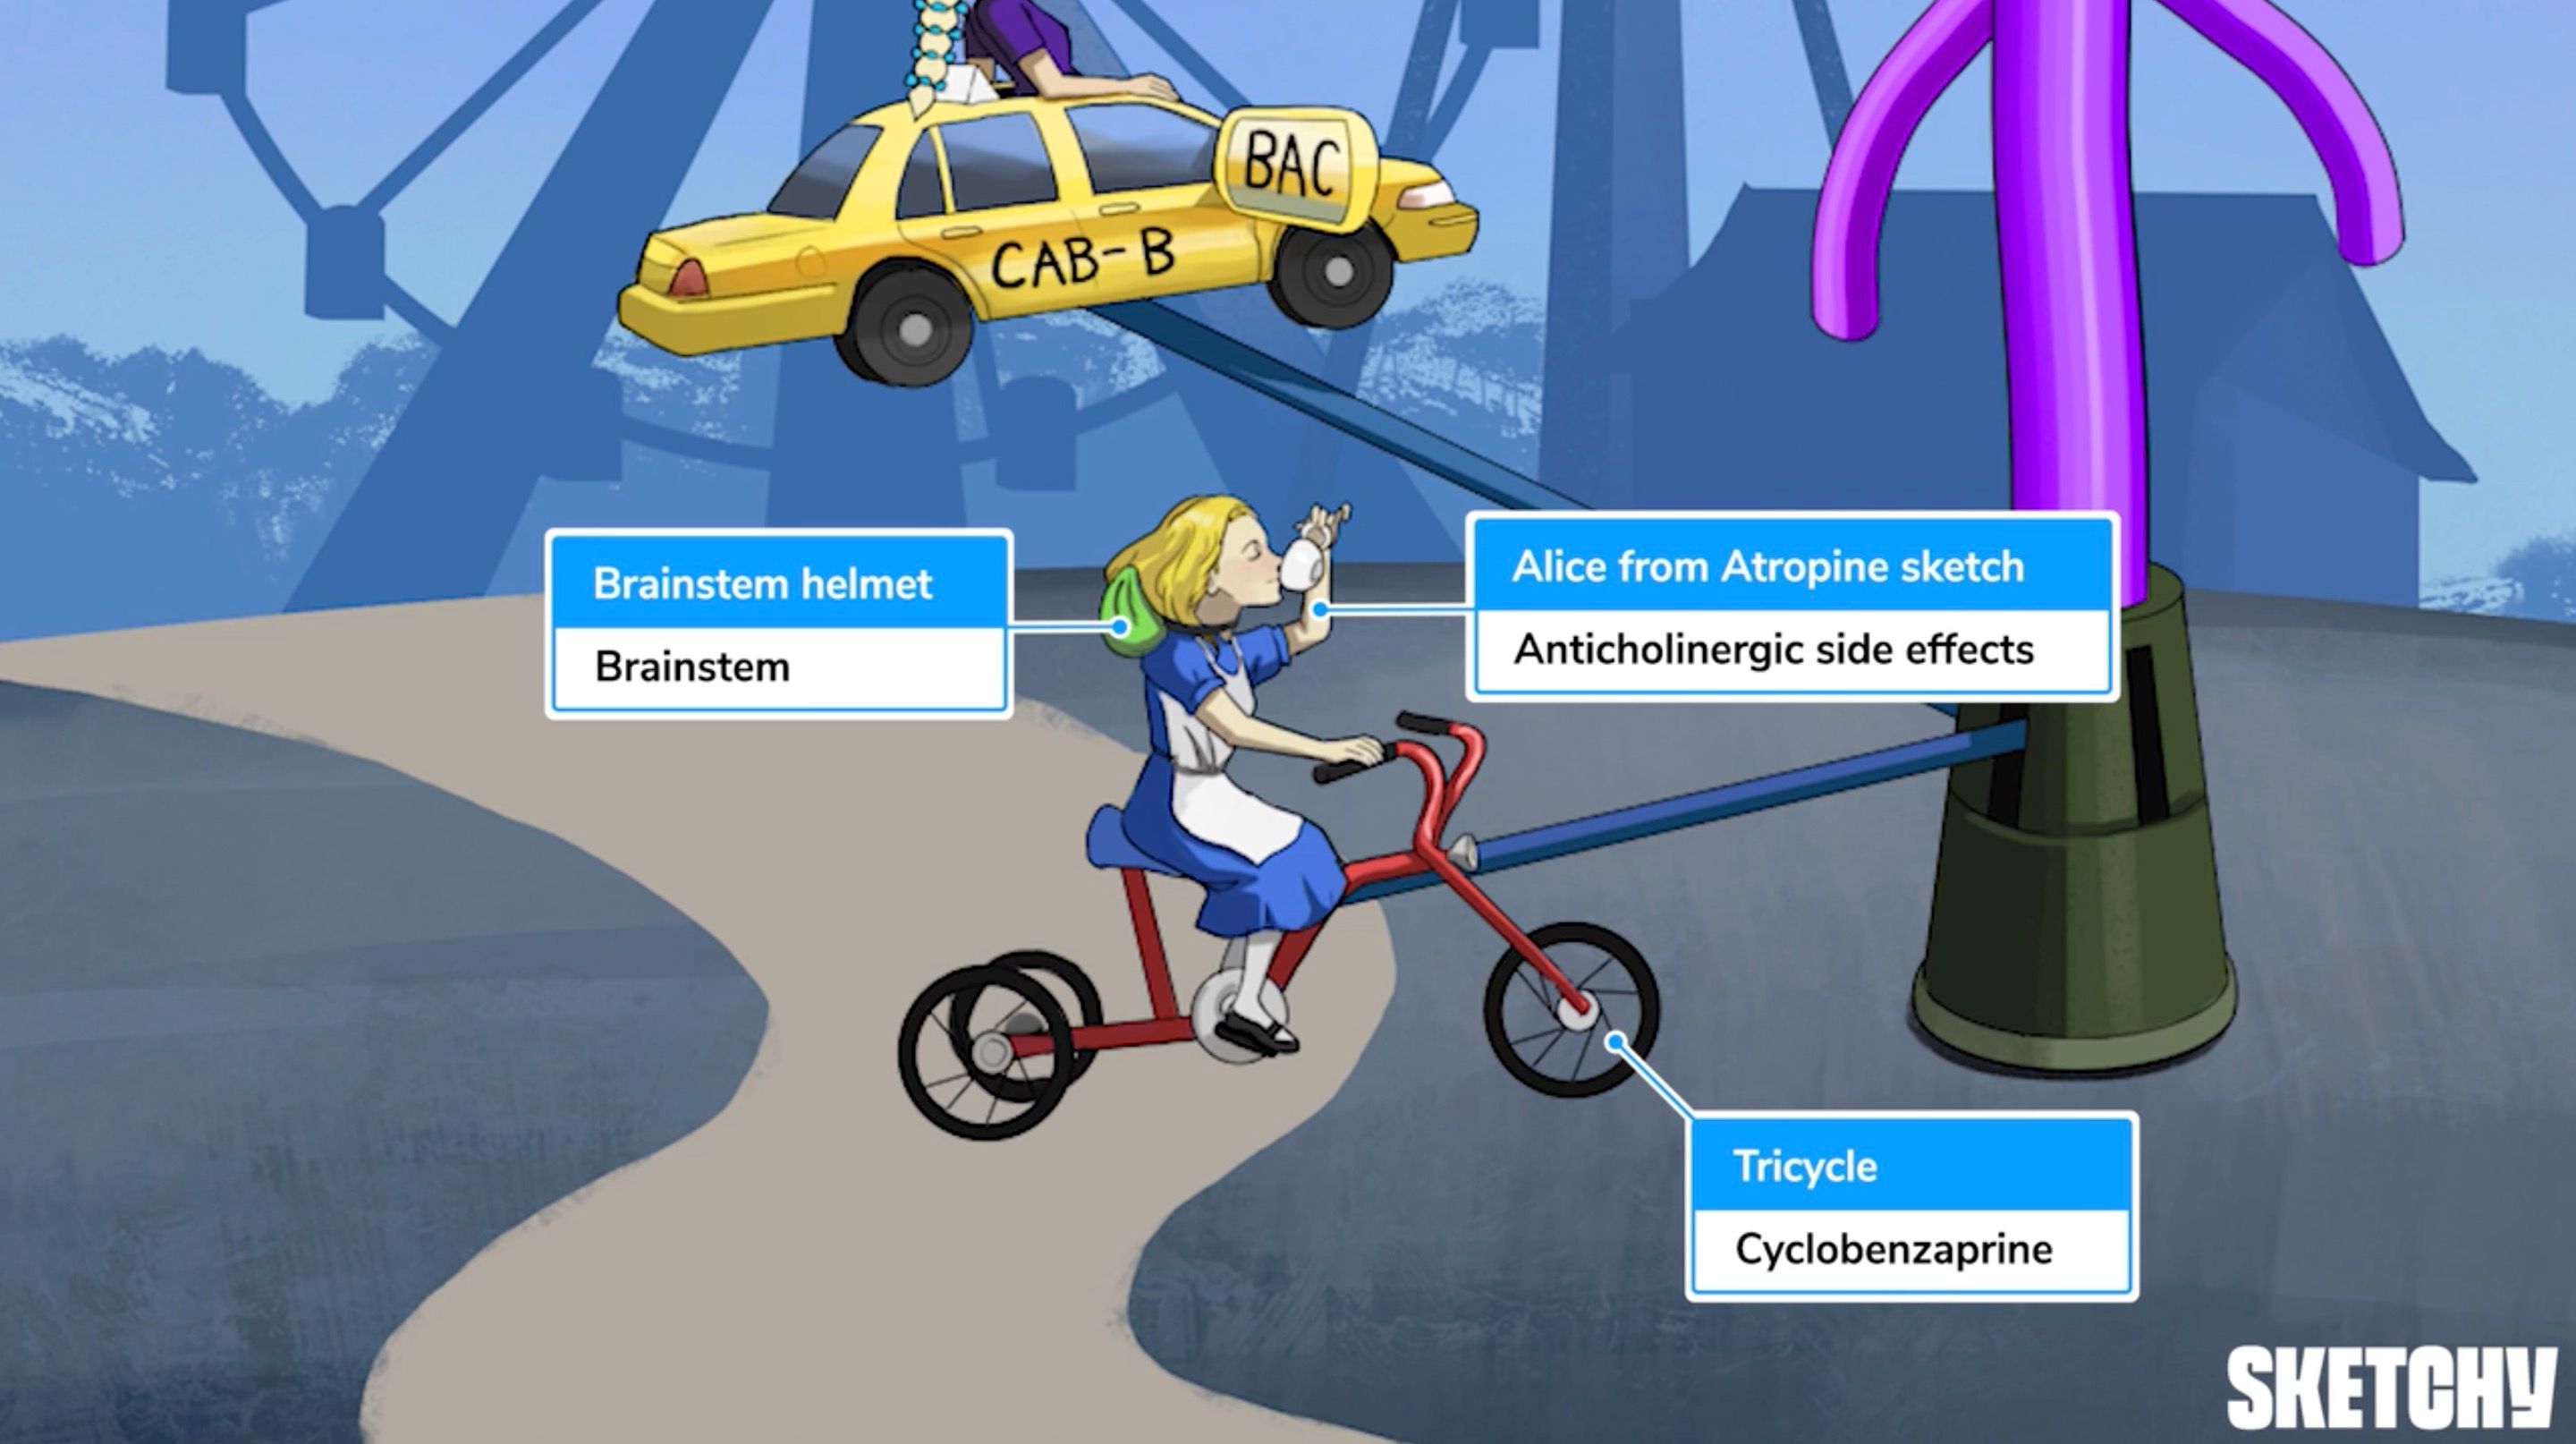 BAC
CAB-B
Brainstem helmet
Brainstem
Alice from Atropine sketch
Anticholinergic side effects
Tricycle
Cyclobenzaprine
SKETCHY